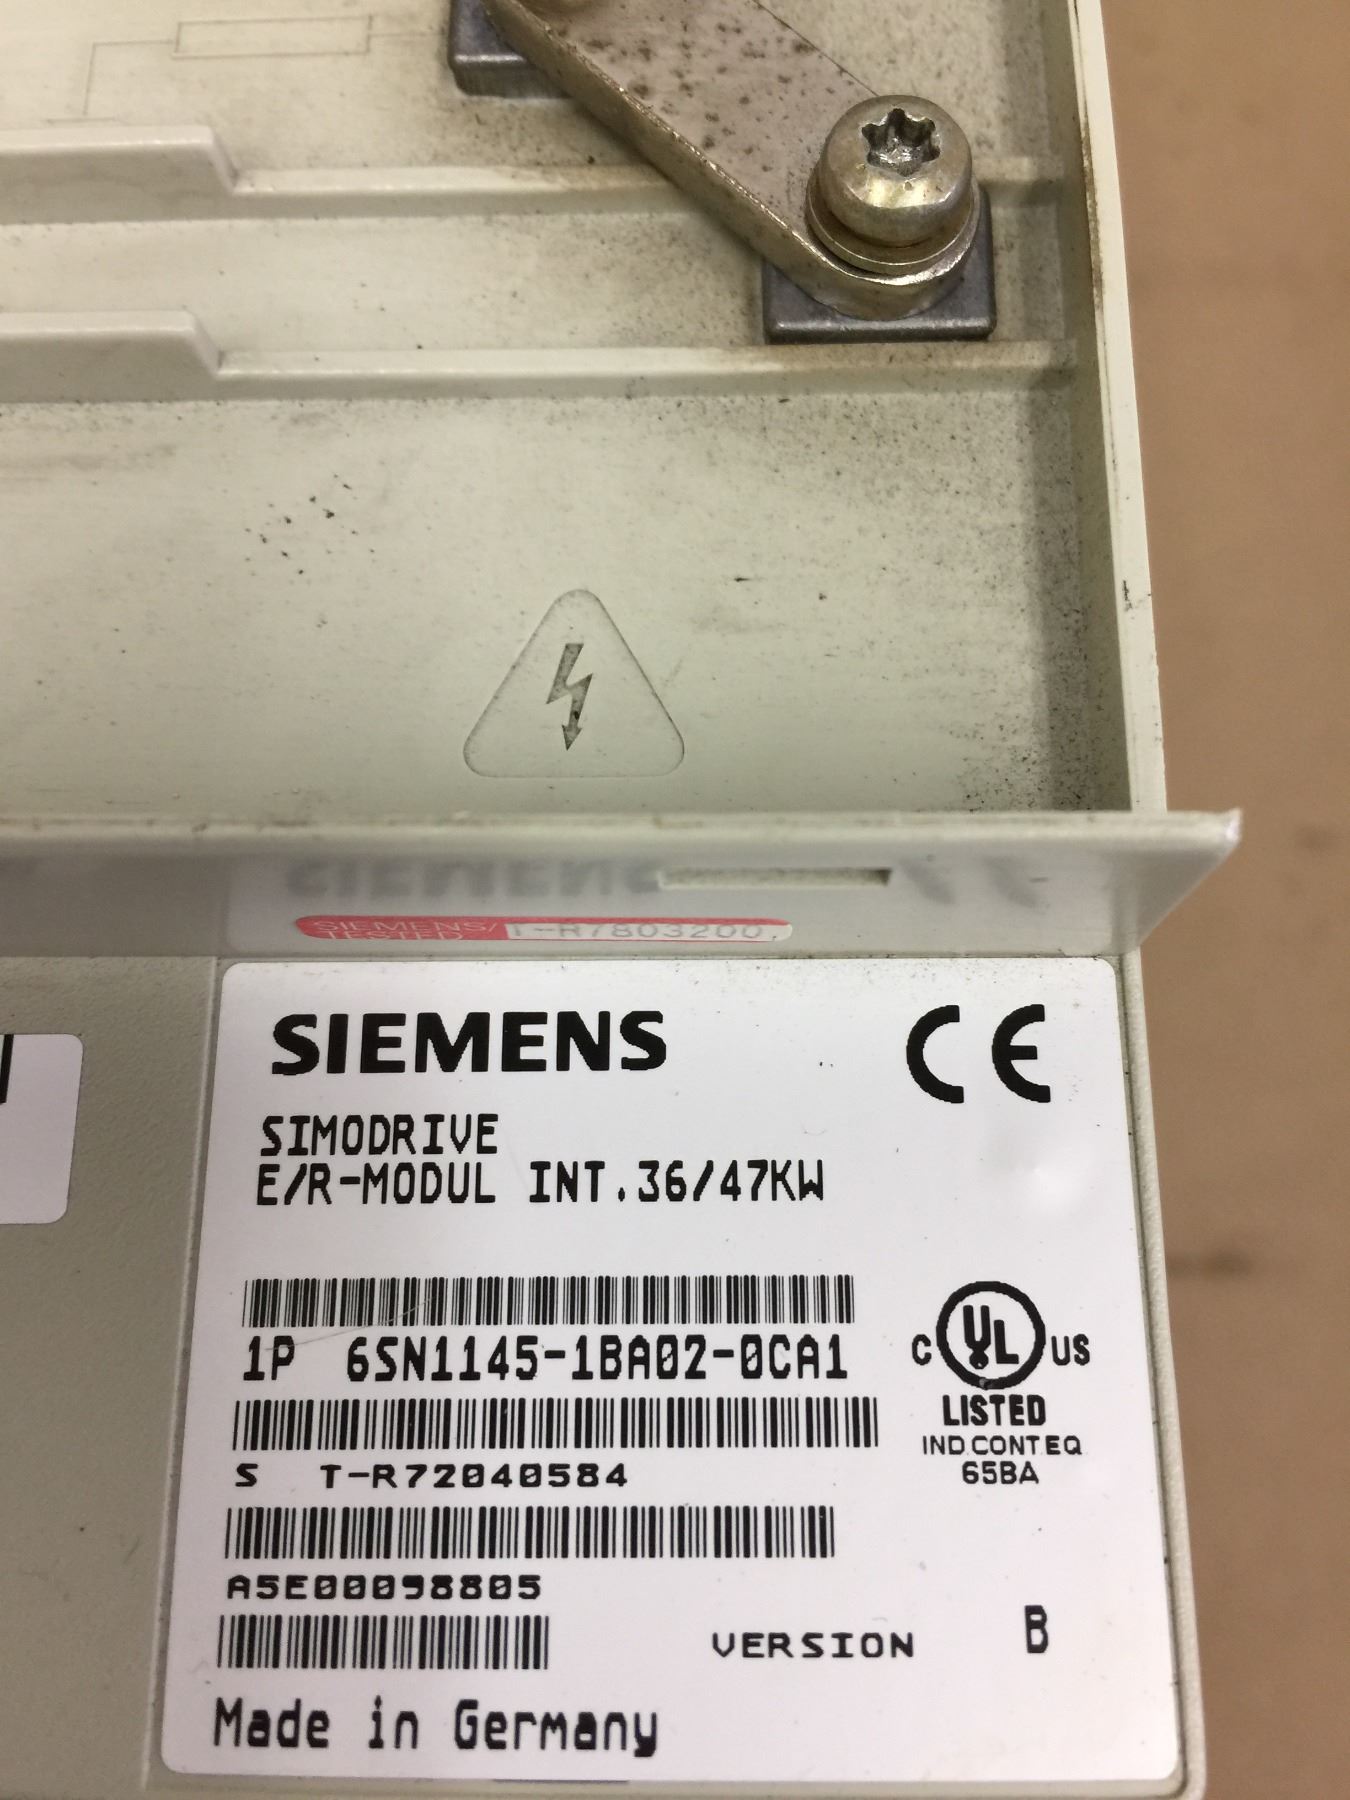 SIEMENS/ T-R7803200.
TESTED
SIEMENS CE
SIMODRIVE
E/R-MODUL INT.36/47KW
1P 6SN1145-1BA02-0CA1
C UL US
LISTED
IND.CONT.EQ
65BA
S T-R72040584
A5E00098805
VERSION B
Made in Germany